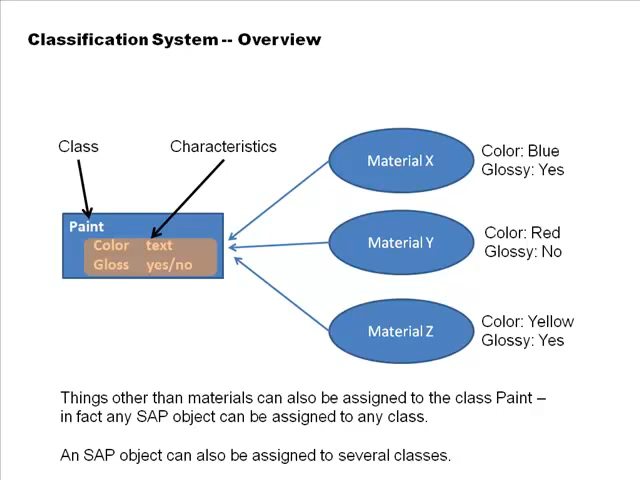 Classification System -- Overview
Class
Characteristics
Paint
Color text
Gloss yes/no
Material X
Color: Blue
Glossy: Yes
Material Y
Color: Red
Glossy: No
Material Z
Color: Yellow
Glossy: Yes
Things other than materials can also be assigned to the class Paint –
in fact any SAP object can be assigned to any class.
An SAP object can also be assigned to several classes.